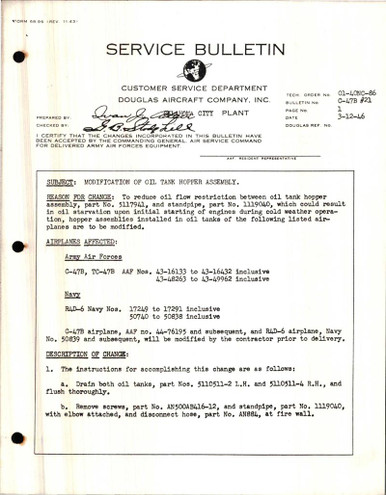 FORM 68-88 (REV. 11-43)
SERVICE BULLETIN
CUSTOMER SERVICE DEPARTMENT
DOUGLAS AIRCRAFT COMPANY, INC.
CITY PLANT
TECH. ORDER NO. 01-40NC-86
BULLETIN NO. C-47B #21
PAGE NO. 1
DATE 3-12-46
DOUGLAS REF. NO.
PREPARED BY:
CHECKED BY:
I CERTIFY THAT THE CHANGES INCORPORATED IN THIS BULLETIN HAVE
BEEN ACCEPTED BY THE COMMANDING GENERAL, AIR SERVICE COMMAND
FOR DELIVERED ARMY AIR FORCES EQUIPMENT.
AAF. RESIDENT REPRESENTATIVE
SUBJECT: MODIFICATION OF OIL TANK HOPPER ASSEMBLY.
REASON FOR CHANGE: To reduce oil flow restriction between oil tank hopper
assembly, part No. 5117941, and standpipe, part No. 1119040, which could result
in oil starvation upon initial starting of engines during cold weather opera-
tion, hopper assemblies installed in oil tanks of the following listed air-
planes are to be modified.
AIRPLANES AFFECTED:
Army Air Forces
C-47B, TC-47B AAF Nos. 43-16133 to 43-16432 inclusive
43-48263 to 43-49962 inclusive
Navy
R4D-6 Navy Nos. 17249 to 17291 inclusive
50740 to 50838 inclusive
C-47B airplane, AAF no. 44-76195 and subsequent, and R4D-6 airplane, Navy
No. 50839 and subsequent, will be modified by the contractor prior to delivery.
DESCRIPTION OF CHANGE:
1. The instructions for accomplishing this change are as follows:
a. Drain both oil tanks, part Nos. 5110511-2 L.H. and 5110511-4 R.H., and
flush thoroughly.
b. Remove screws, part No. AN500AB416-12, and standpipe, part No. 1119040,
with elbow attached, and disconnect hose, part No. AN884, at fire wall.